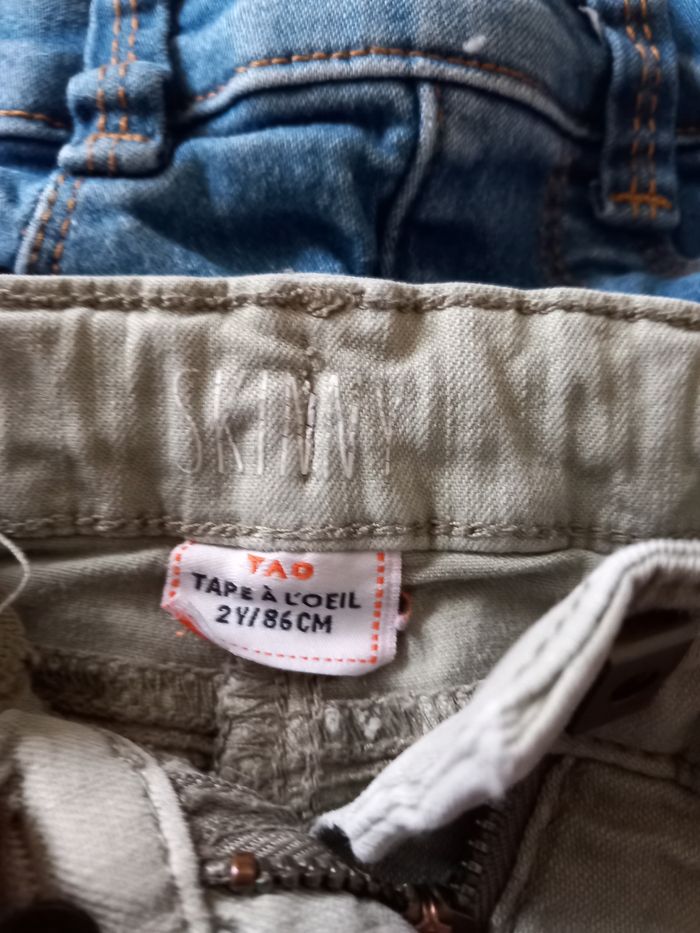 SKINNY
TAO
TAPE À L'OEIL
2Y/86CM